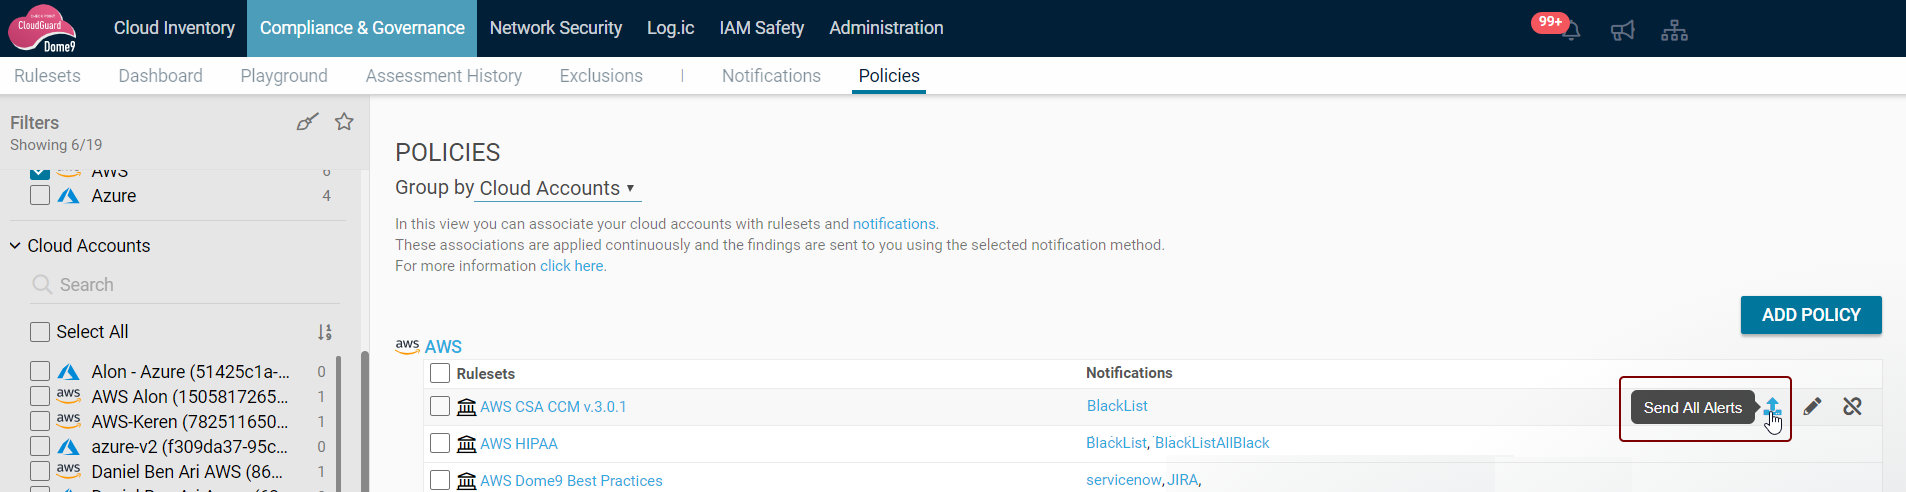 CHECK POINT
CloudGuard
Dome9
Cloud Inventory Compliance & Governance Network Security Log.ic IAM Safety Administration 99+
Rulesets Dashboard Playground Assessment History Exclusions | Notifications Policies
Filters
Showing 6/19
aws AWS 6
Azure 4
Cloud Accounts
Search
Select All
Alon - Azure (51425c1a-... 0
aws AWS Alon (1505817265... 1
aws AWS-Keren (782511650... 1
azure-v2 (f309da37-95c... 0
aws Daniel Ben Ari AWS (86... 1
POLICIES
Group by Cloud Accounts
In this view you can associate your cloud accounts with rulesets and notifications.
These associations are applied continuously and the findings are sent to you using the selected notification method.
For more information click here.
ADD POLICY
aws AWS
Rulesets Notifications
AWS CSA CCM v.3.0.1 BlackList Send All Alerts
AWS HIPAA BlackList, BlackListAllBlack
AWS Dome9 Best Practices servicenow, JIRA,